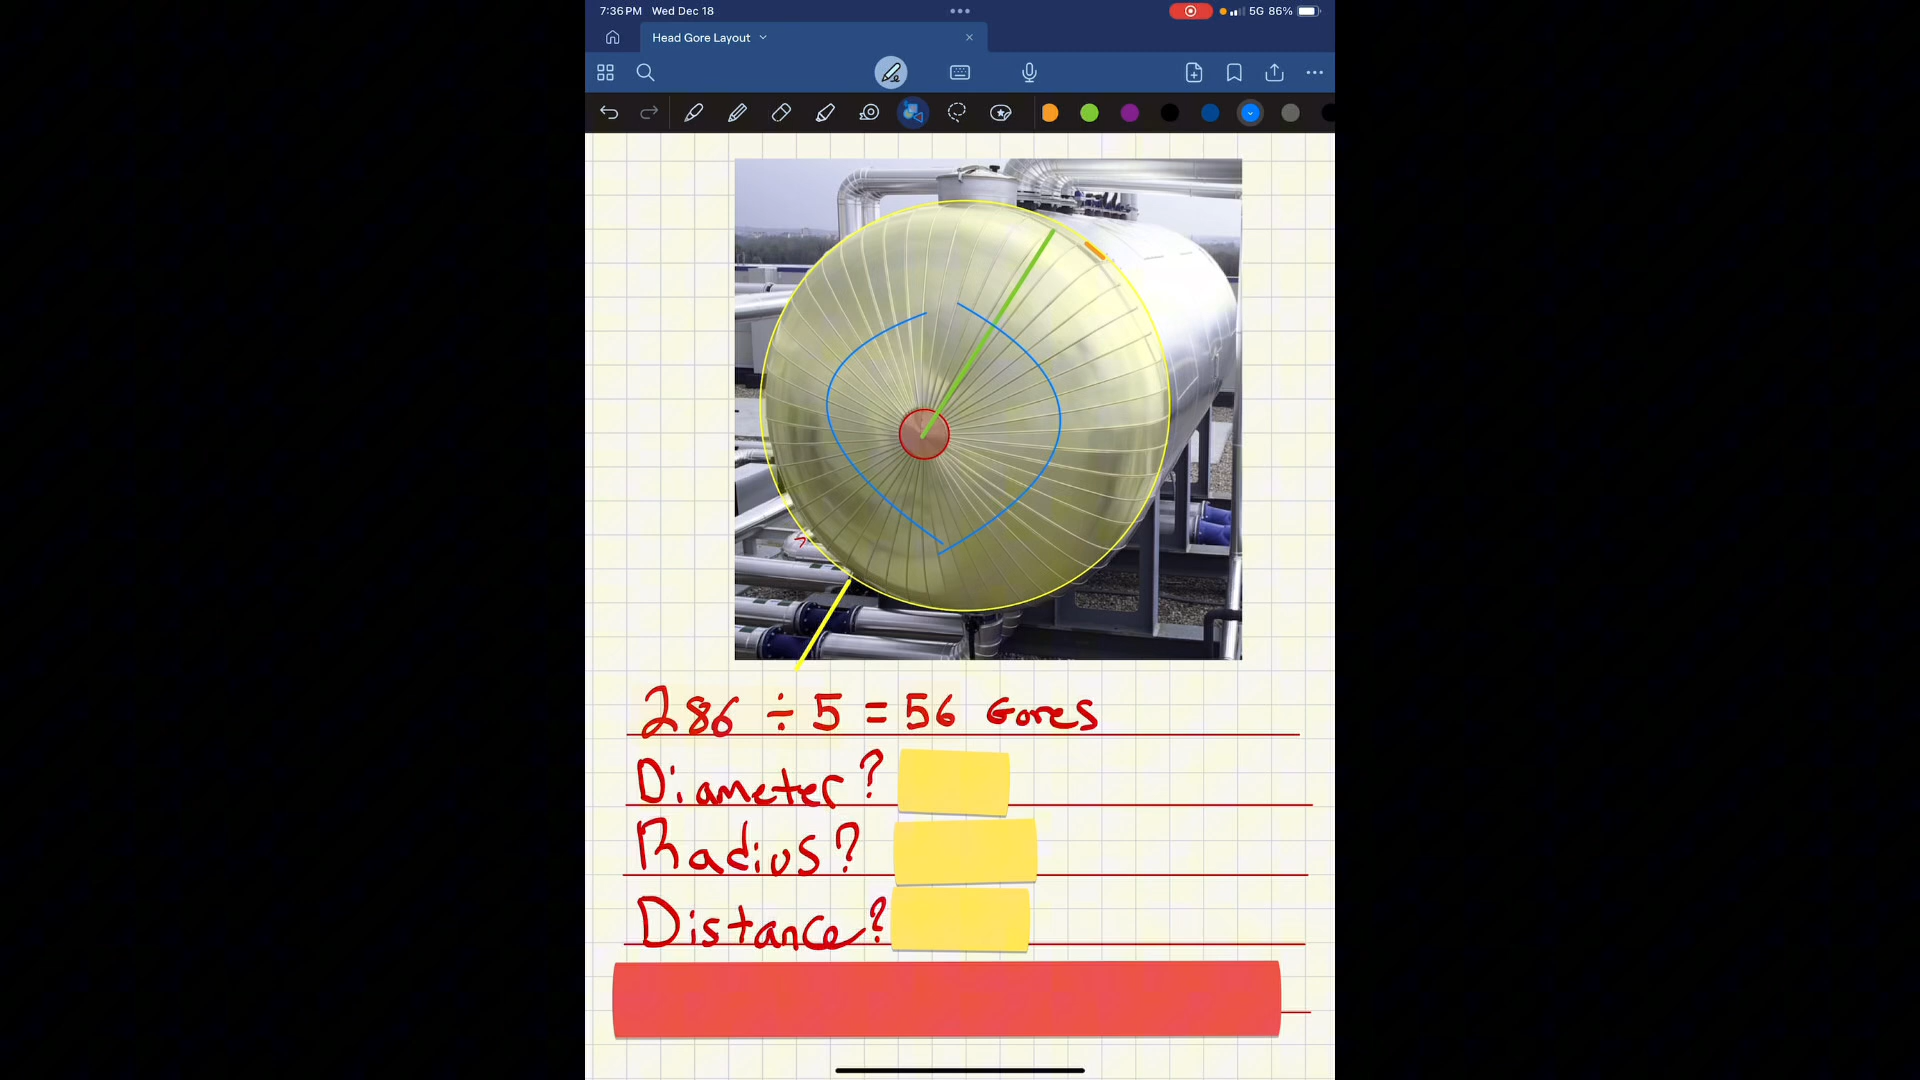 7:36 PM Wed Dec 18
5G 86%
Head Gore Layout
286 ÷ 5 = 56 Gores
Diameter?
Radius?
Distance?